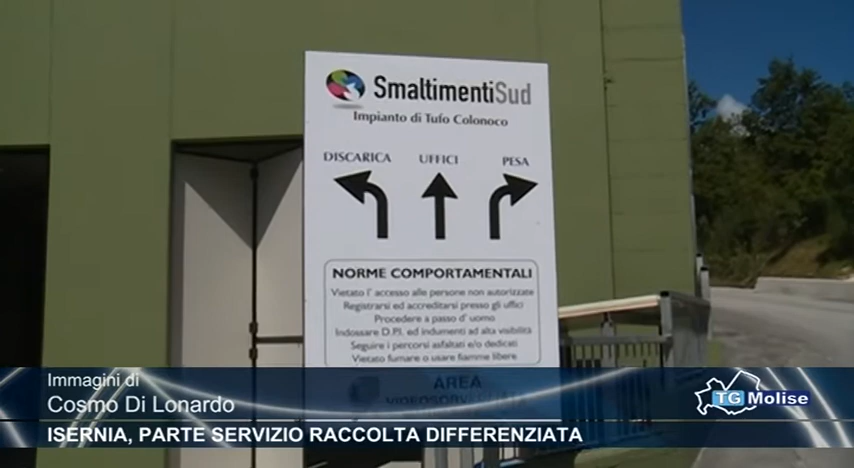 SmaltimentiSud
Impianto di Tufo Colonoco
DISCARICA UFFICI PESA
NORME COMPORTAMENTALI
Vietato l' accesso alle persone non autorizzate
Registrarsi ed accreditarsi presso gli uffici
Procedere a passo d' uomo
Indossare D.P.I. ed indumenti ad alta visibilità
Seguire i percorsi asfaltati e/o dedicati
Vietato fumare o usare fiamme libere
AREA
Immagini di
Cosmo Di Lonardo
TG Molise
ISERNIA, PARTE SERVIZIO RACCOLTA DIFFERENZIATA